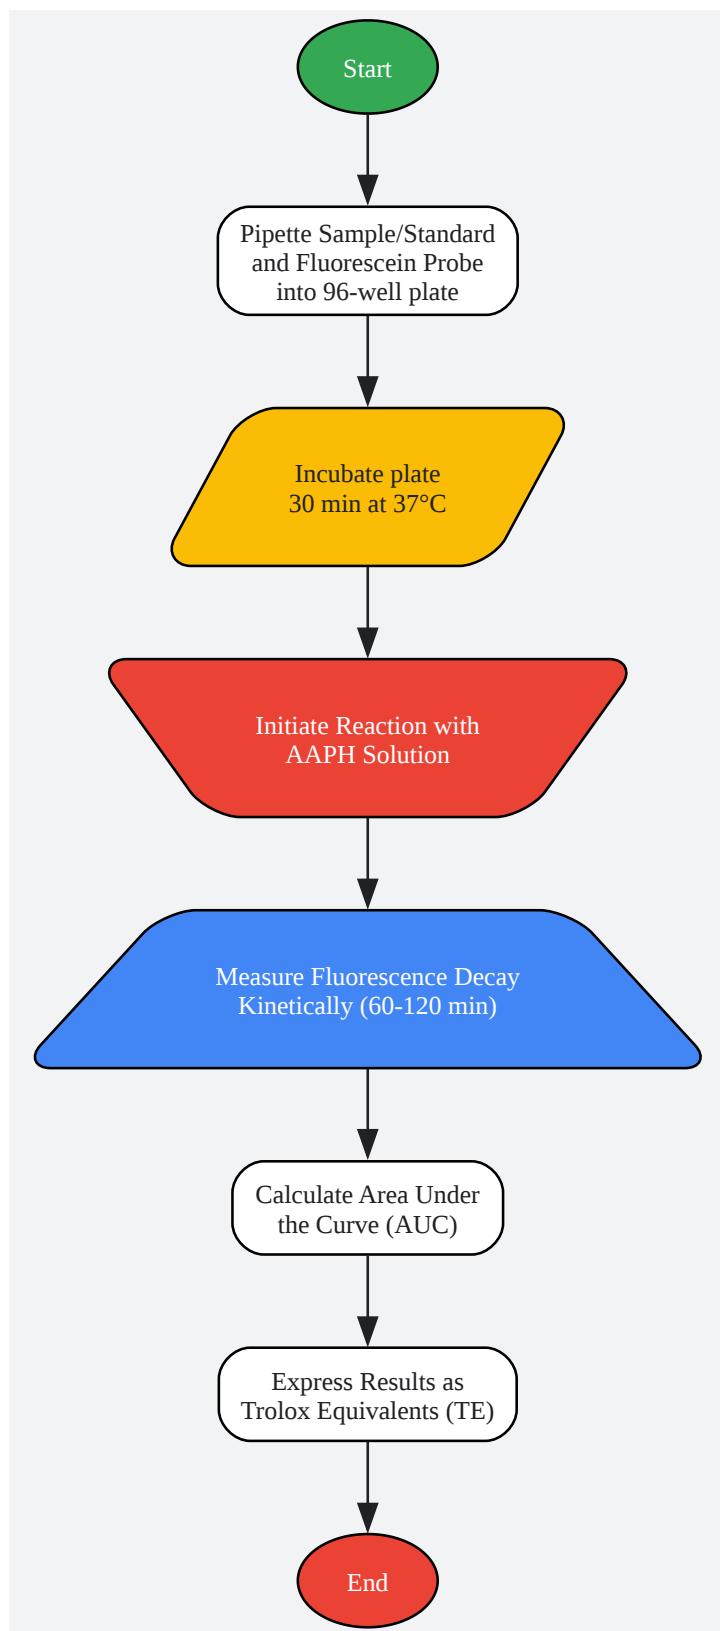 Start
Pipette Sample/Standard
and Fluorescein Probe
into 96-well plate
Incubate plate
30 min at 37°C
Initiate Reaction with
AAPH Solution
Measure Fluorescence Decay
Kinetically (60-120 min)
Calculate Area Under
the Curve (AUC)
Express Results as
Trolox Equivalents (TE)
End